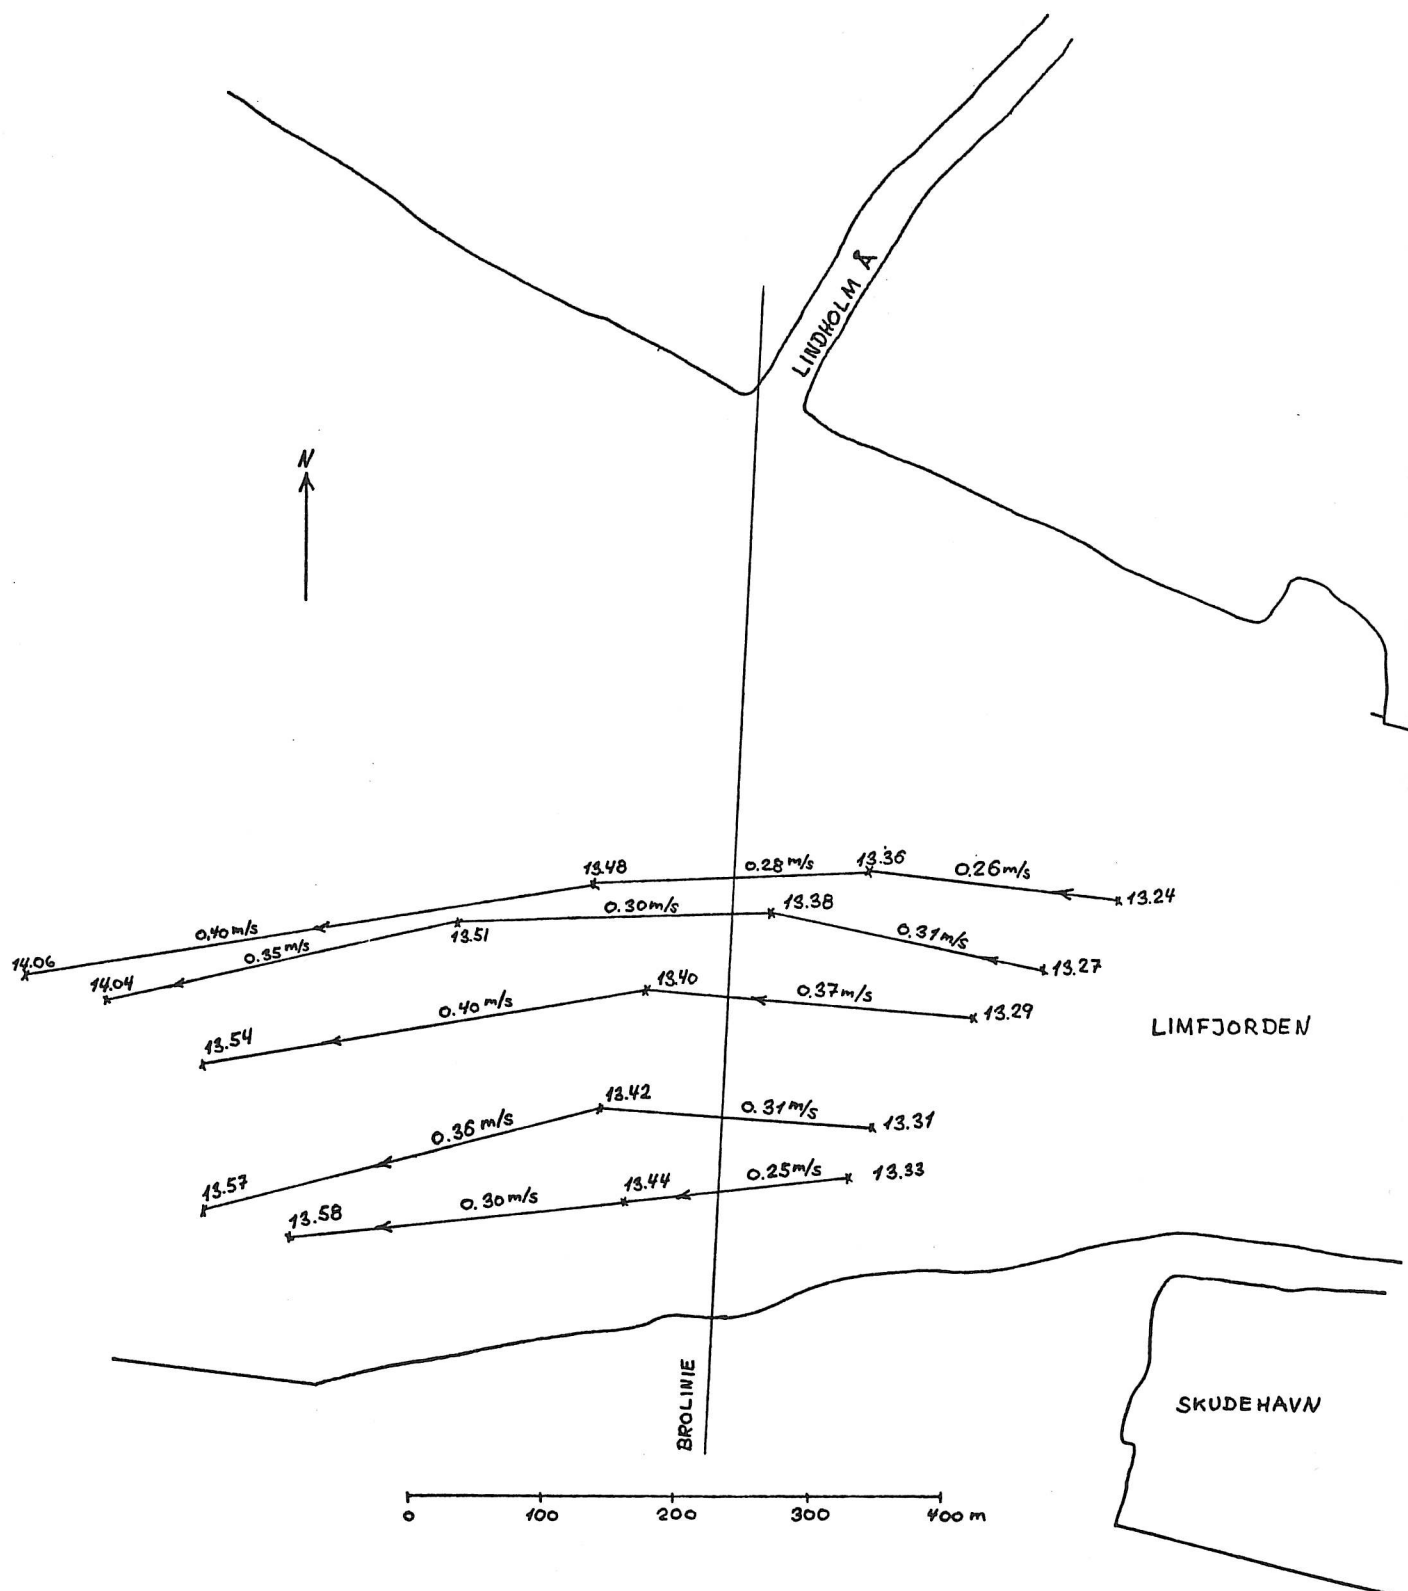 LINDHOLM Å
N
13.48
0.28 m/s
13.36
0.26 m/s
13.24
0.40 m/s
14.06
0.30 m/s
13.38
13.51
0.35 m/s
14.04
0.31 m/s
13.27
13.40
0.37 m/s
13.29
0.40 m/s
13.54
LIMFJORDEN
13.42
0.31 m/s
13.31
0.36 m/s
13.57
13.44
0.25 m/s
13.33
0.30 m/s
13.58
BROLINIE
SKUDEHAVN
0 100 200 300 400 m